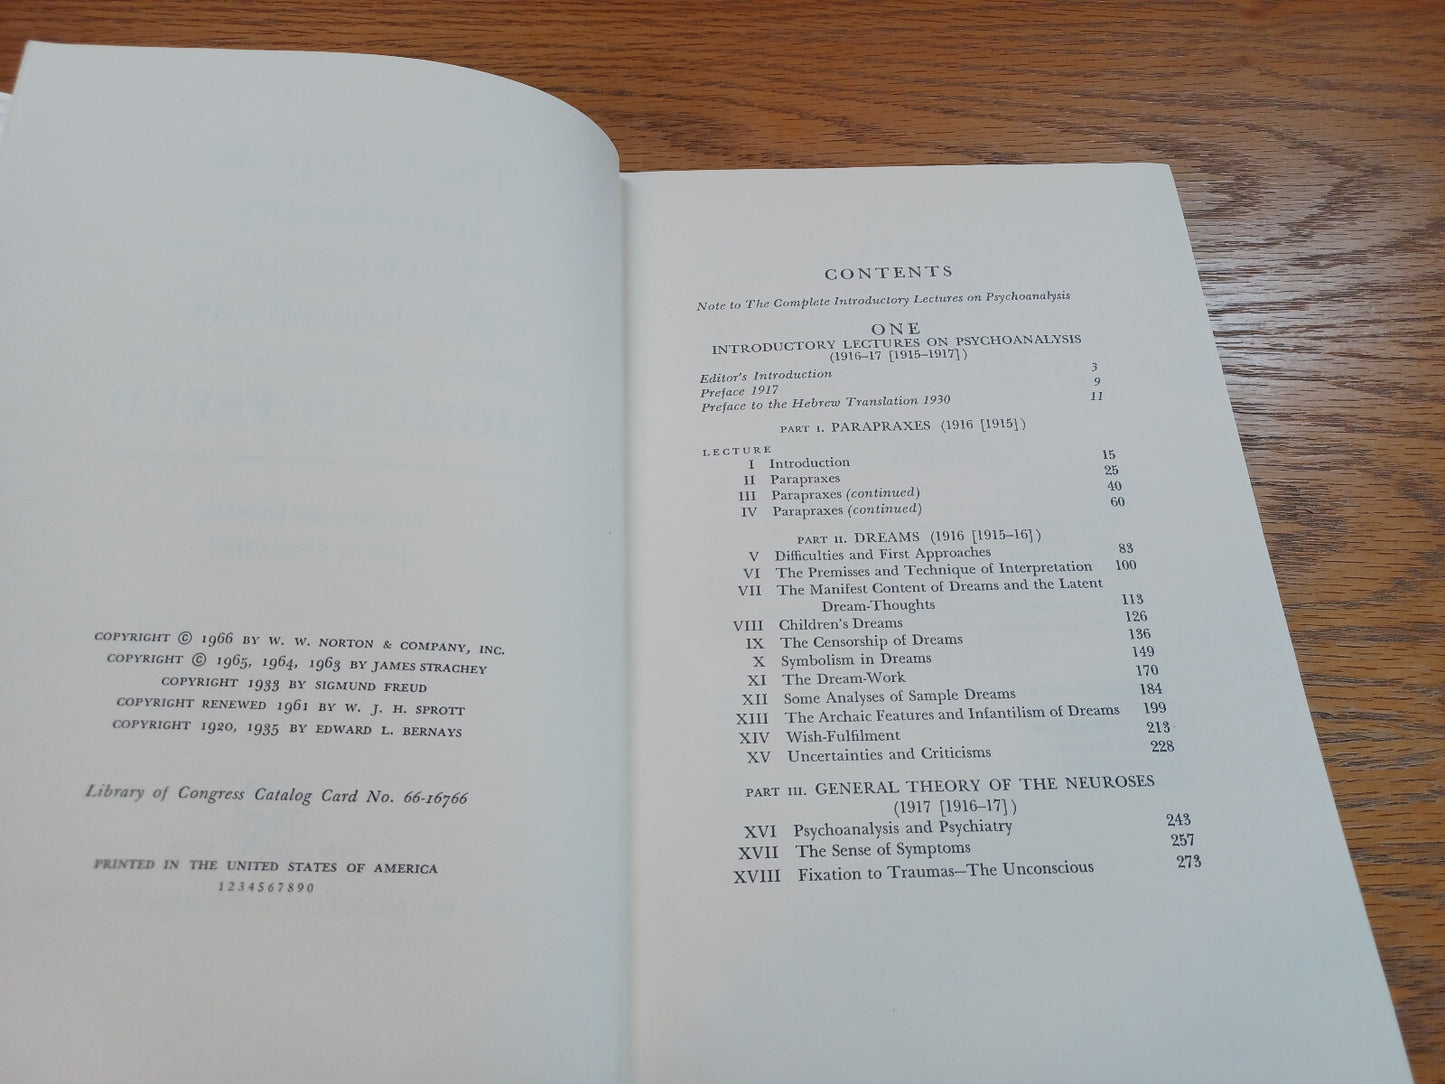 COPYRIGHT © 1966 BY W. W. NORTON & COMPANY, INC.
COPYRIGHT © 1965, 1964, 1963 BY JAMES STRACHEY
COPYRIGHT 1933 BY SIGMUND FREUD
COPYRIGHT RENEWED 1961 BY W. J. H. SPROTT
COPYRIGHT 1920, 1935 BY EDWARD L. BERNAYS
Library of Congress Catalog Card No. 66-16766
PRINTED IN THE UNITED STATES OF AMERICA
1234567890
CONTENTS
Note to The Complete Introductory Lectures on Psychoanalysis
ONE
INTRODUCTORY LECTURES ON PSYCHOANALYSIS
(1916–17 [1915–1917])
Editor's Introduction 3
Preface 1917 9
Preface to the Hebrew Translation 1930 11
PART I. PARAPRAXES (1916 [1915])
LECTURE
I Introduction 15
II Parapraxes 25
III Parapraxes (continued) 40
IV Parapraxes (continued) 60
PART II. DREAMS (1916 [1915–16])
V Difficulties and First Approaches 83
VI The Premisses and Technique of Interpretation 100
VII The Manifest Content of Dreams and the Latent
Dream-Thoughts 113
VIII Children's Dreams 126
IX The Censorship of Dreams 136
X Symbolism in Dreams 149
XI The Dream-Work 170
XII Some Analyses of Sample Dreams 184
XIII The Archaic Features and Infantilism of Dreams 199
XIV Wish-Fulfilment 213
XV Uncertainties and Criticisms 228
PART III. GENERAL THEORY OF THE NEUROSES
(1917 [1916–17])
XVI Psychoanalysis and Psychiatry 243
XVII The Sense of Symptoms 257
XVIII Fixation to Traumas—The Unconscious 273